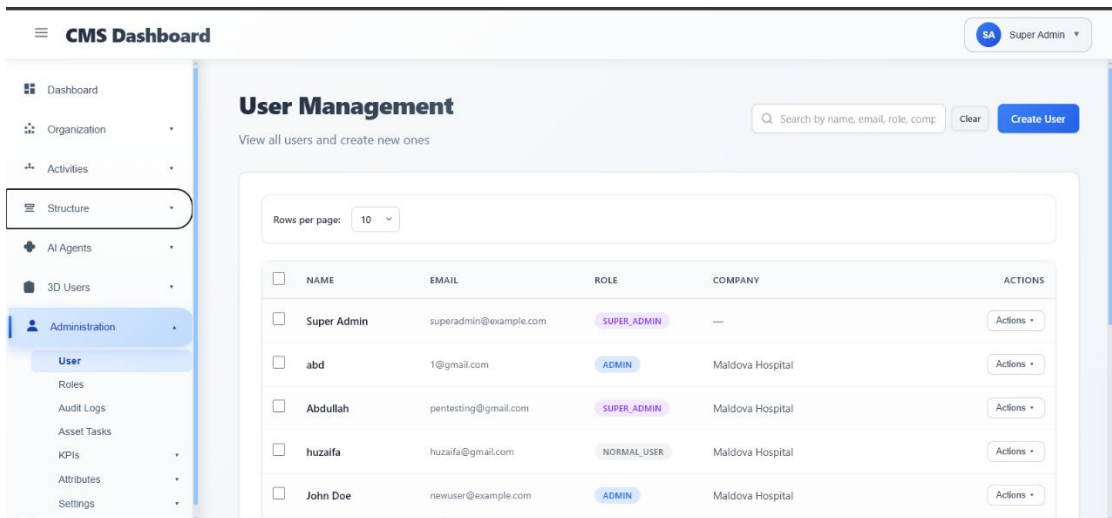 CMS Dashboard
SA Super Admin
Dashboard
Organization
Activities
Structure
AI Agents
3D Users
Administration
User
Roles
Audit Logs
Asset Tasks
KPIs
Attributes
Settings
User Management
View all users and create new ones
Search by name, email, role, comp
Clear
Create User
Rows per page: 10
NAME EMAIL ROLE COMPANY ACTIONS
Super Admin superadmin@example.com SUPER_ADMIN — Actions
abd 1@gmail.com ADMIN Maldova Hospital Actions
Abdullah pentesting@gmail.com SUPER_ADMIN Maldova Hospital Actions
huzaifa huzaifa@gmail.com NORMAL_USER Maldova Hospital Actions
John Doe newuser@example.com ADMIN Maldova Hospital Actions